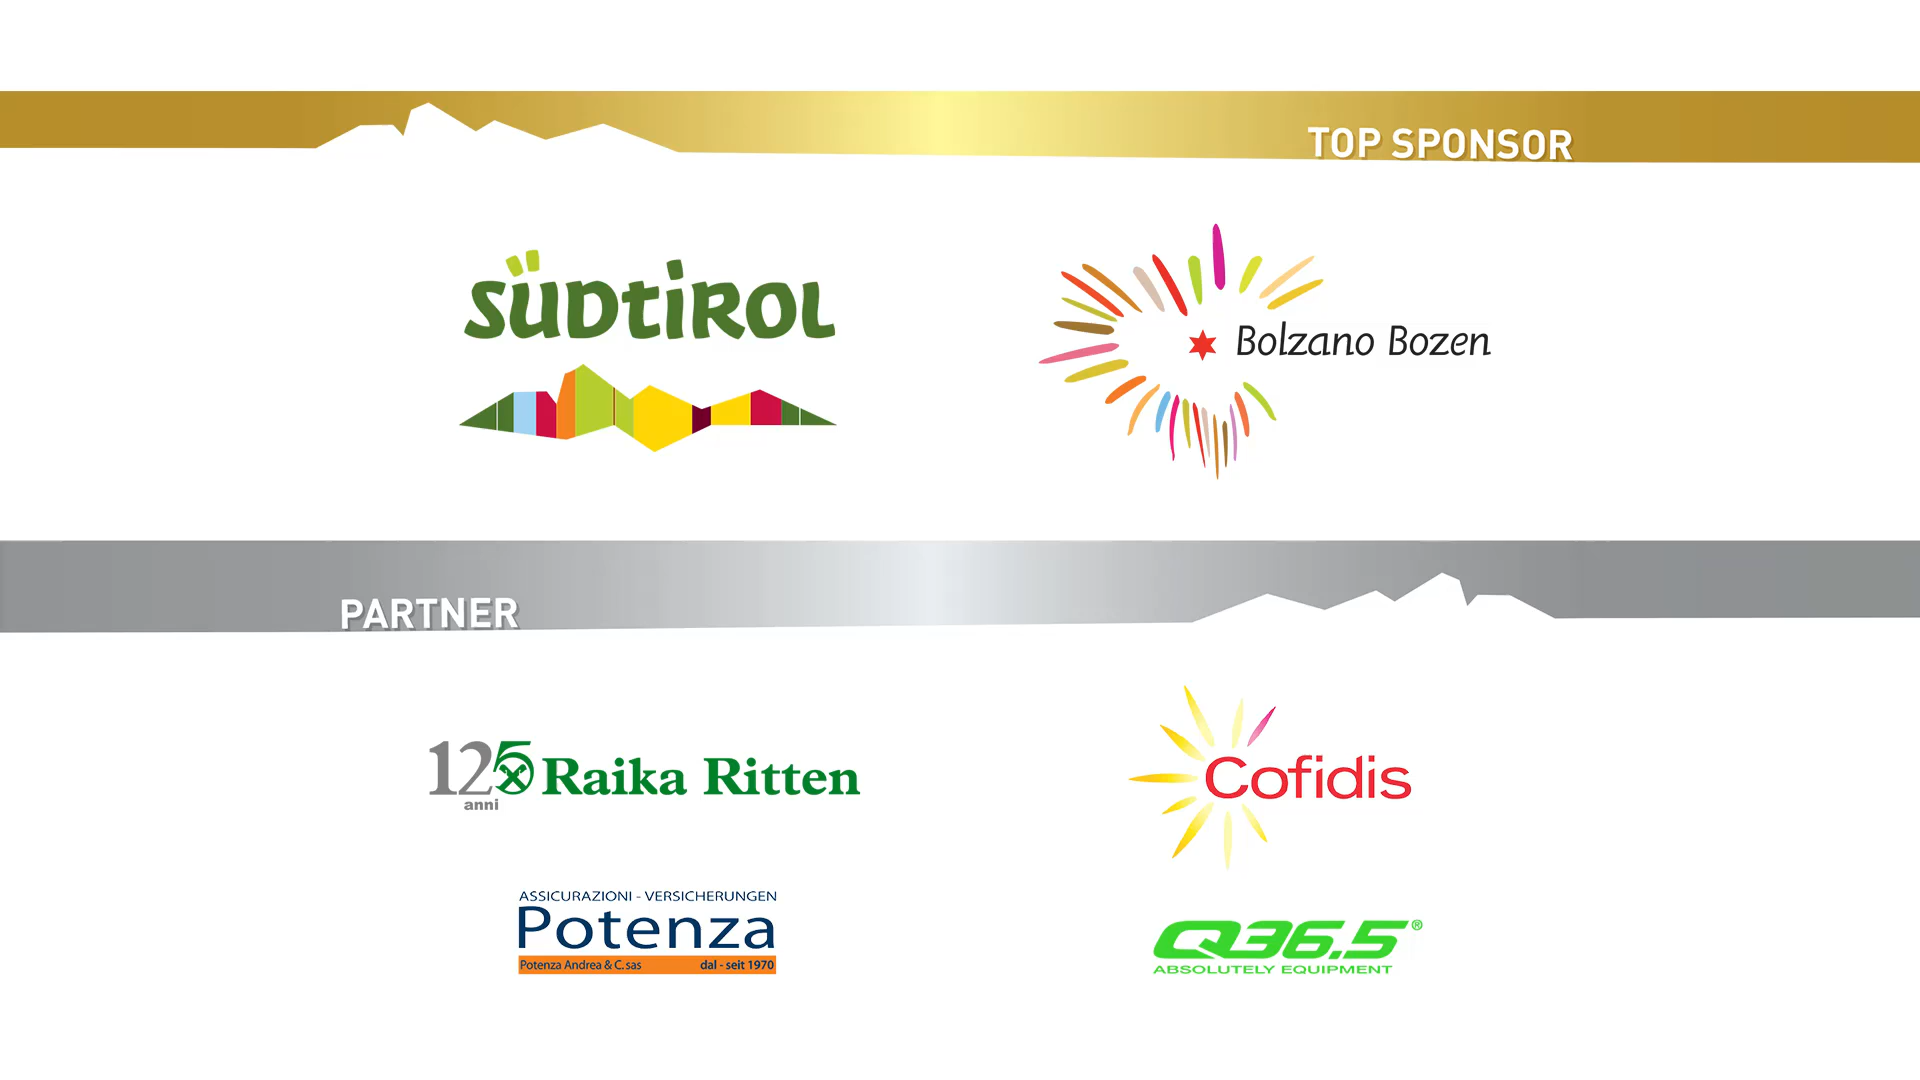 TOP SPONSOR
SÜDTIROL
Bolzano Bozen
PARTNER
125 Raika Ritten
anni
Cofidis
ASSICURAZIONI - VERSICHERUNGEN
Potenza
Potenza Andrea & C. sas dal - seit 1970
Q36.5®
ABSOLUTELY EQUIPMENT